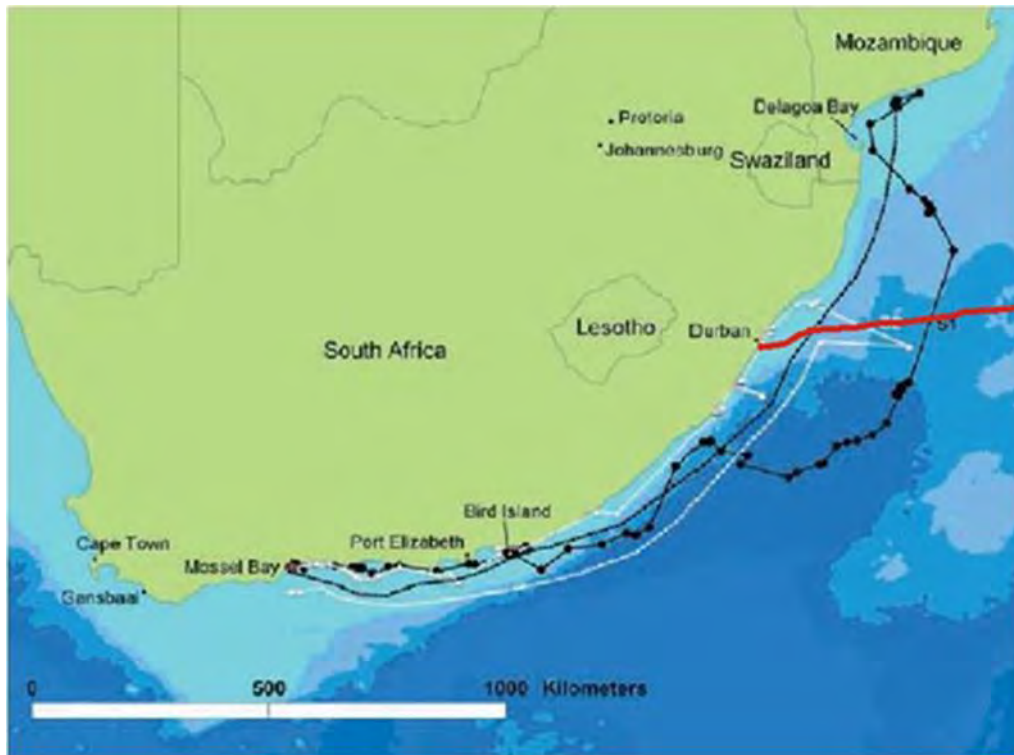 Mozambique
Delagoa Bay
Pretoria
Johannesburg
Swaziland
Lesotho
Durban
South Africa
S1
Bird Island
Port Elizabeth
Cape Town
Mossel Bay
Gansbaai
0 500 1000 Kilometers